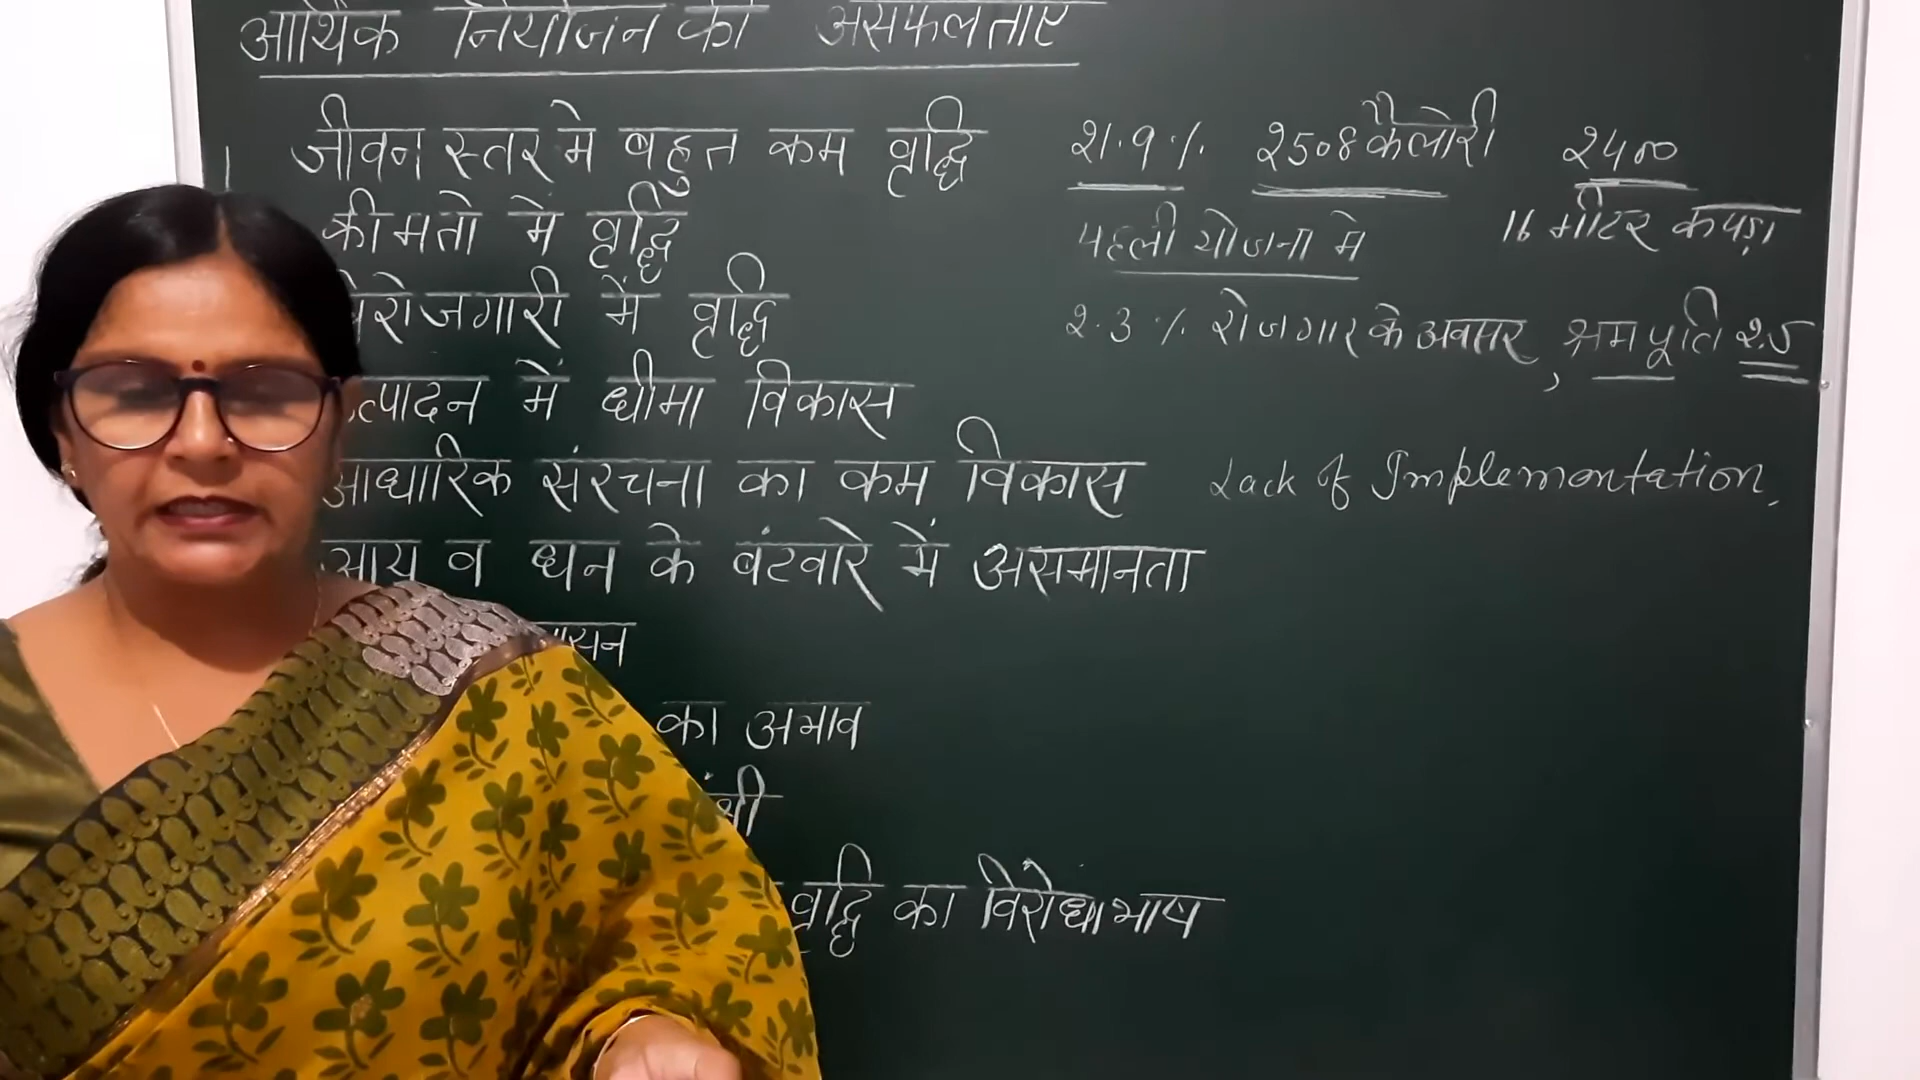 आर्थिक नियोजन की असफलताएं
जीवन स्तर मे बहुत कम वृद्धि 21.9 % 2508 कैलोरी 2400
कीमतो में वृद्धि पहली योजना मे 16 मीटर कपड़ा
बेरोजगारी में वृद्धि 2.3 % रोजगार के अवसर, श्रम पूर्ति 2.5
उत्पादन में धीमा विकास
आधारिक संरचना का कम विकास Lack of Implementation,
आय व धन के बंटवारे में असमानता
का अभाव
वृद्धि का विरोधाभाष